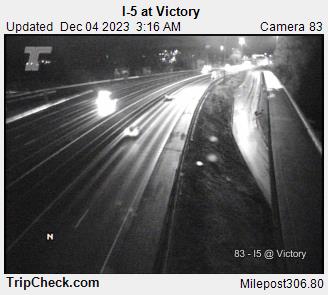 I-5 at Victory
Updated Dec 04 2023 3:16 AM Camera 83
T
N
83 - I5 @ Victory
TripCheck.com Milepost306.80